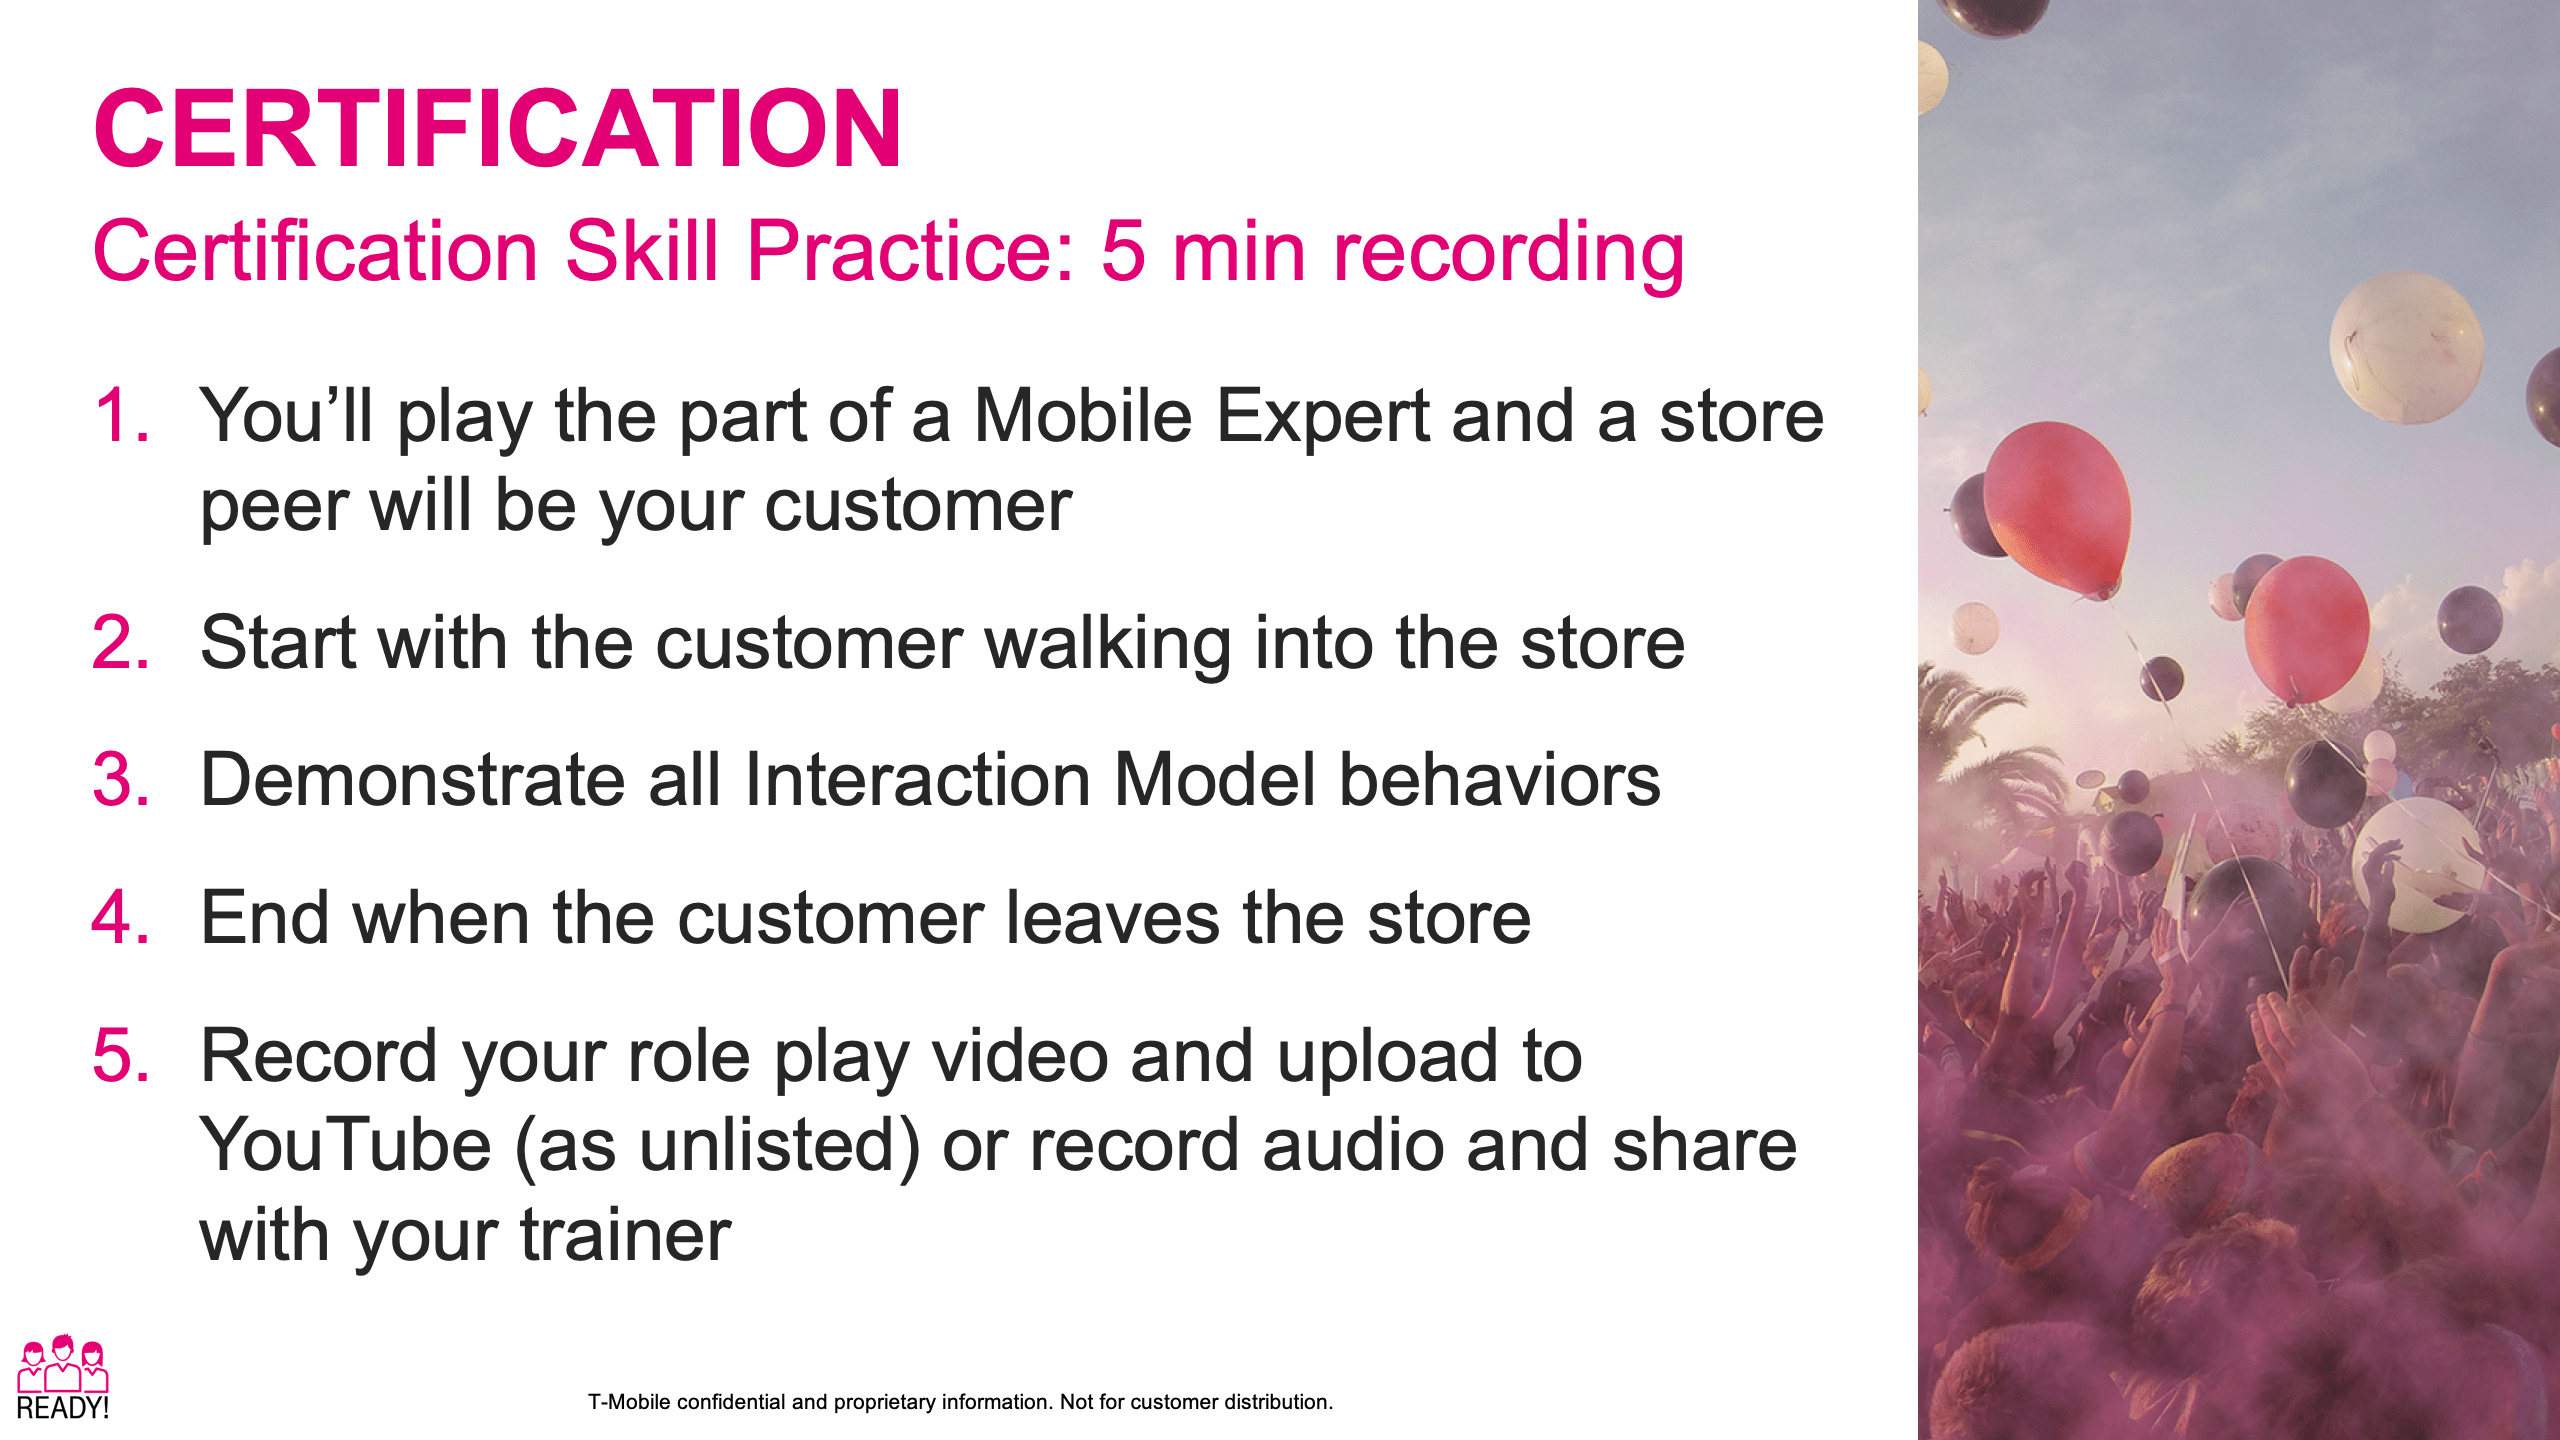 CERTIFICATION
Certification Skill Practice: 5 min recording
1. You’ll play the part of a Mobile Expert and a store
peer will be your customer
2. Start with the customer walking into the store
3. Demonstrate all Interaction Model behaviors
4. End when the customer leaves the store
5. Record your role play video and upload to
YouTube (as unlisted) or record audio and share
with your trainer
READY!
T-Mobile confidential and proprietary information. Not for customer distribution.